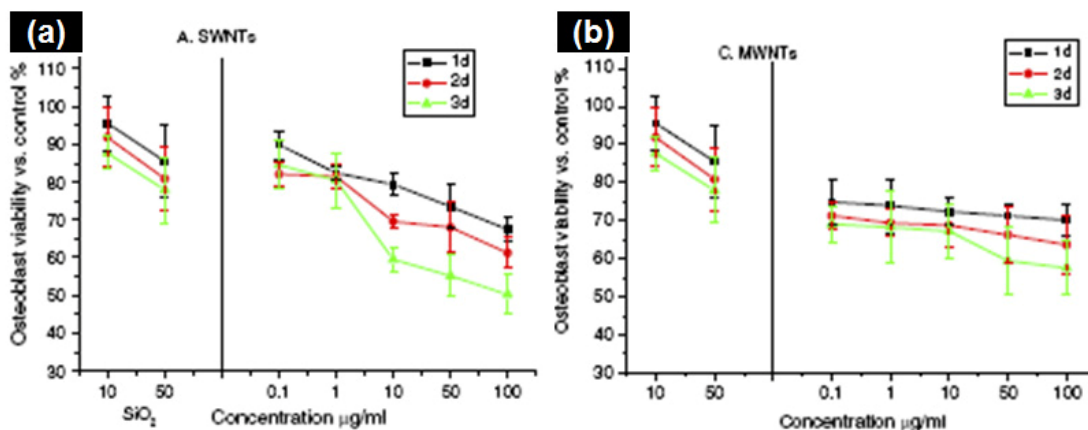 (a)
A. SWNTs
1d
2d
3d
Osteoblast viability vs. control %
110
100
90
80
70
60
50
40
30
10 50 0.1 1 10 50 100
SiO₂ Concentration µg/ml
(b)
C. MWNTs
1d
2d
3d
Osteoblast viability vs. control %
110
100
90
80
70
60
50
40
30
10 50 0.1 1 10 50 100
Concentration µg/ml